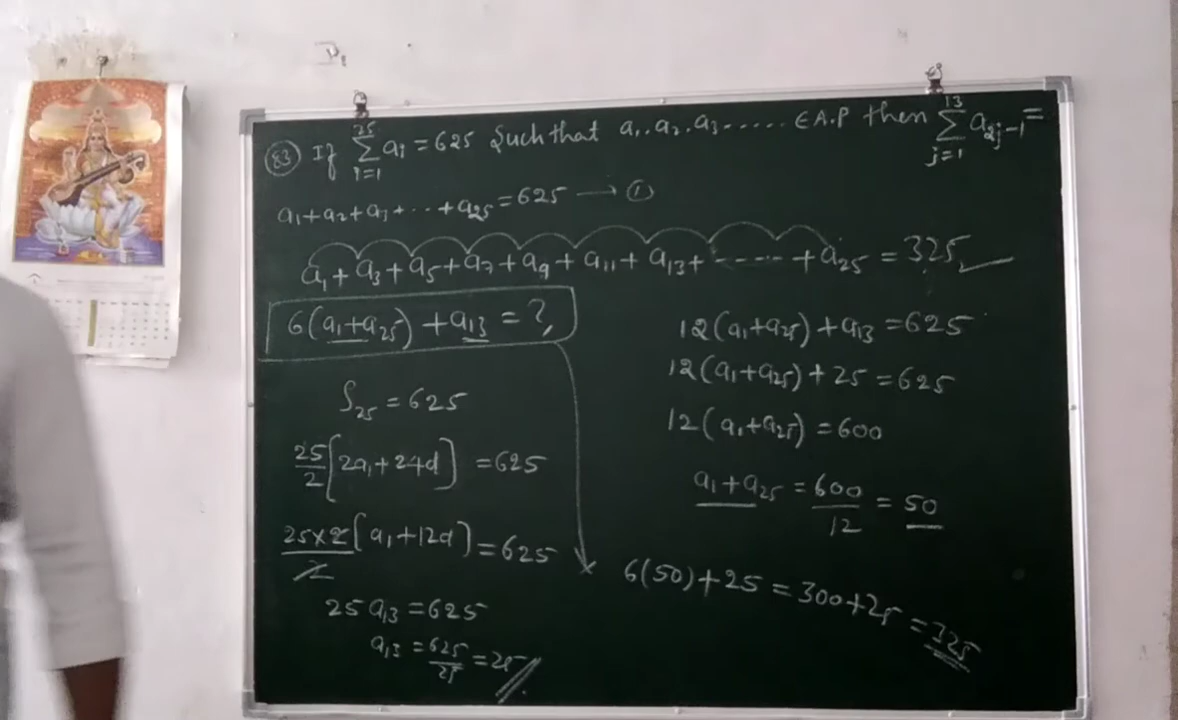 (83) If ∑_{i=1}^{25} ai = 625 Such that a1, a2, a3 ...... ∈ A.P then ∑_{j=1}^{13} a2j-1 =
a1+a2+a3+...+a25 = 625 → ①
a1+a3+a5+a7+a9+a11+a13+-----+a25 = 325
6(a1+a25) + a13 = ?
S25 = 625
25/2 [2a1+24d] = 625
25×2/2 [a1+12d] = 625
25 a13 = 625
a13 = 625/25 = 25
12(a1+a25) + a13 = 625
12(a1+a25) + 25 = 625
12(a1+a25) = 600
a1+a25 = 600/12 = 50
6(50)+25 = 300+25 = 325